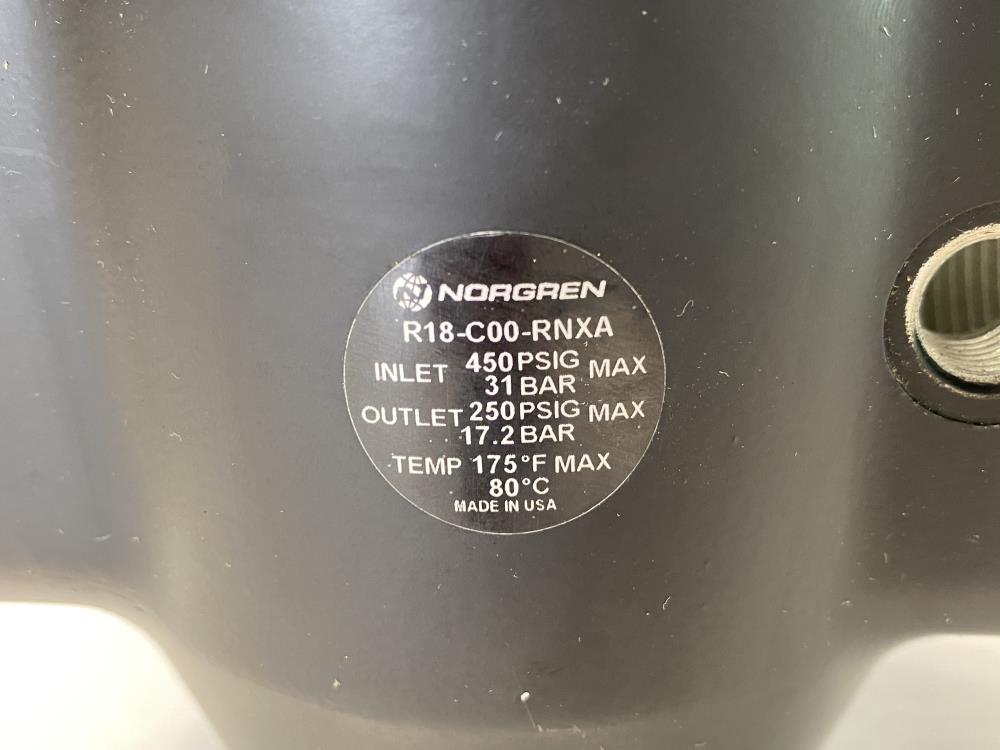 NORGREN
R18-C00-RNXA
INLET 450 PSIG MAX
31 BAR
OUTLET 250 PSIG MAX
17.2 BAR
TEMP 175°F MAX
80°C
MADE IN USA